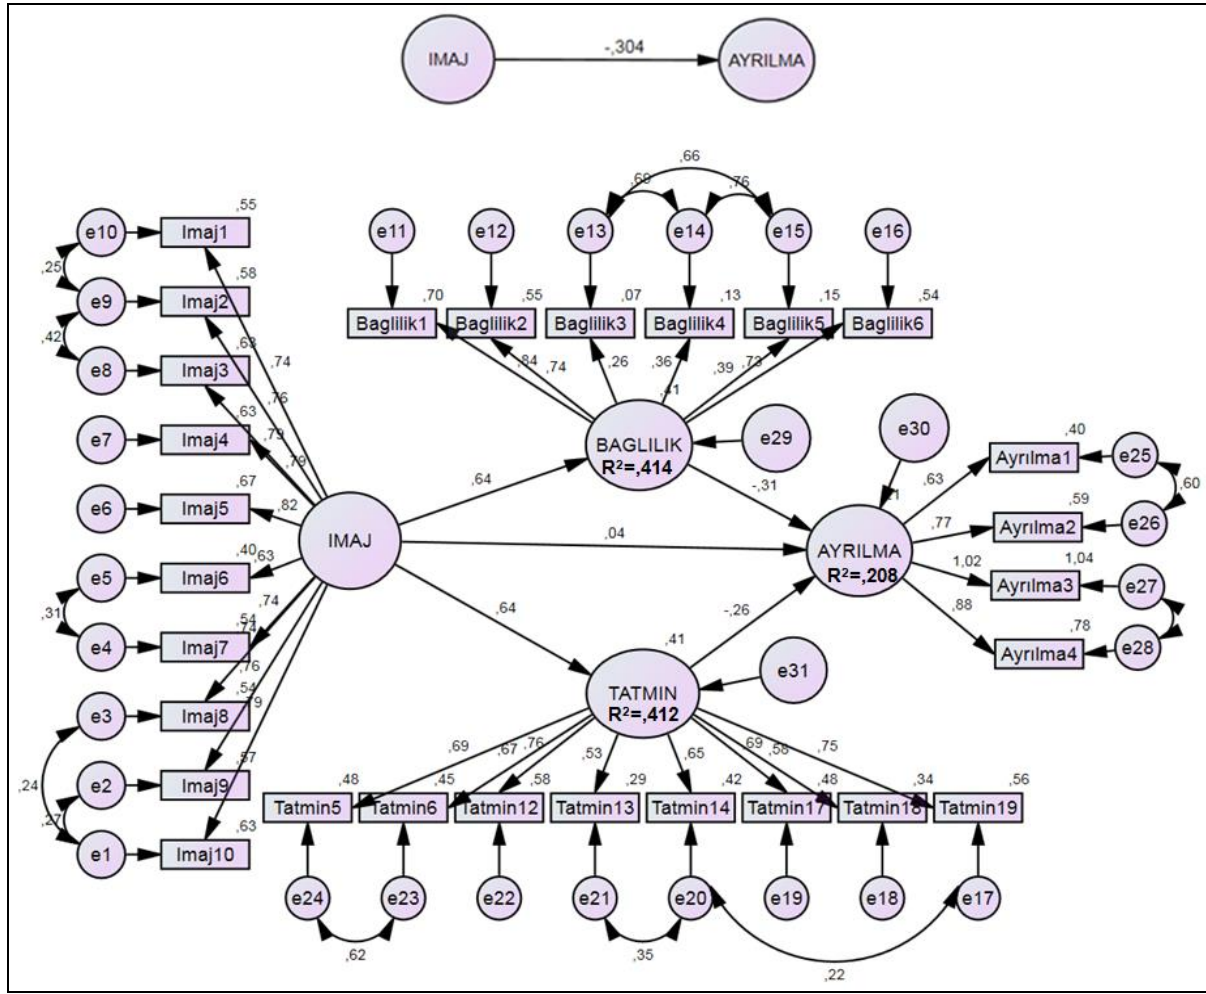 IMAJ
-,304
AYRILMA
,66
,69
,76
e10
Imaj1
,55
e11
e12
e13
e14
e15
e16
,25
e9
Imaj2
,58
,70
,55
,07
,13
,15
,54
Baglilik1
Baglilik2
Baglilik3
Baglilik4
Baglilik5
Baglilik6
,42
e8
Imaj3
,63
,74
,84
,74
,26
,36
,39
,73
,41
e7
Imaj4
,63
,76
,79
,79
BAGLILIK
R²=,414
e29
e30
Ayrılma1
,40
e25
,60
e6
Imaj5
,67
,82
,64
-,31
,63
Ayrılma2
,59
e26
,77
IMAJ
,04
AYRILMA
R²=,208
e5
Imaj6
,40
,63
1,02
1,04
Ayrılma3
e27
,31
,74
,64
-,26
,88
e4
Imaj7
,54
,74
,41
,78
Ayrılma4
e28
,76
TATMIN
R²=,412
e31
e3
Imaj8
,54
,79
,69
,67
,76
,53
,65
,69
,58
,75
,24
e2
Imaj9
,57
,48
,45
,58
,29
,42
,48
,34
,56
Tatmin5
Tatmin6
Tatmin12
Tatmin13
Tatmin14
Tatmin17
Tatmin18
Tatmin19
,27
e1
Imaj10
,63
e24
e23
e22
e21
e20
e19
e18
e17
,62
,35
,22